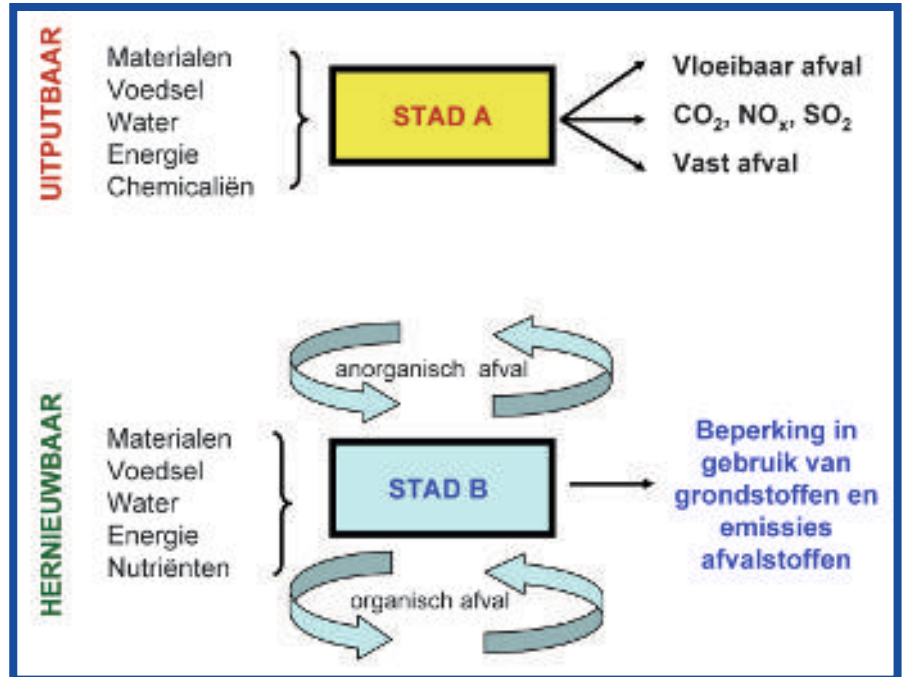 UITPUTBAAR
Materialen
Voedsel
Water
Energie
Chemicaliën
STAD A
Vloeibaar afval
CO₂, NOₓ, SO₂
Vast afval
HERNIEUWBAAR
Materialen
Voedsel
Water
Energie
Nutriënten
anorganisch afval
STAD B
organisch afval
Beperking in
gebruik van
grondstoffen en
emissies
afvalstoffen